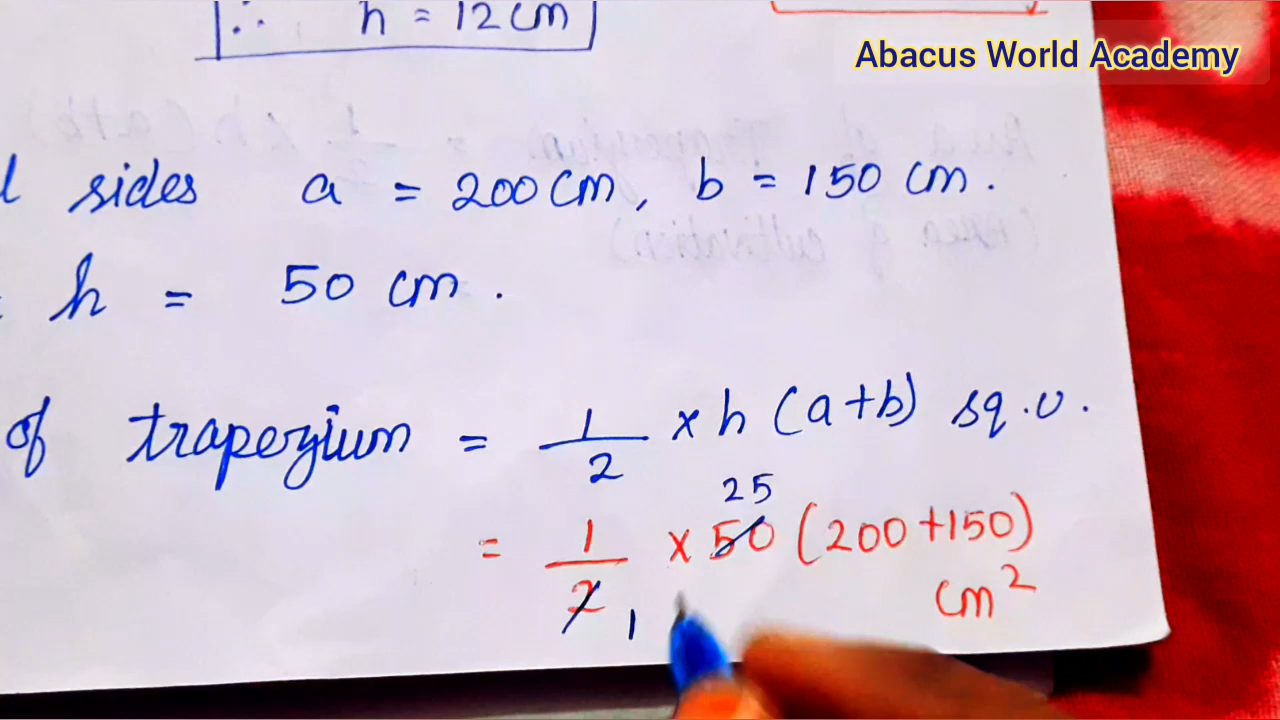 ∴ h = 12 cm
Abacus World Academy
sides a = 200 cm, b = 150 cm.
h = 50 cm.
of trapezium = 1/2 × h (a+b) sq.u.
25
= 1/2 × 50 (200 + 150)
1 cm²